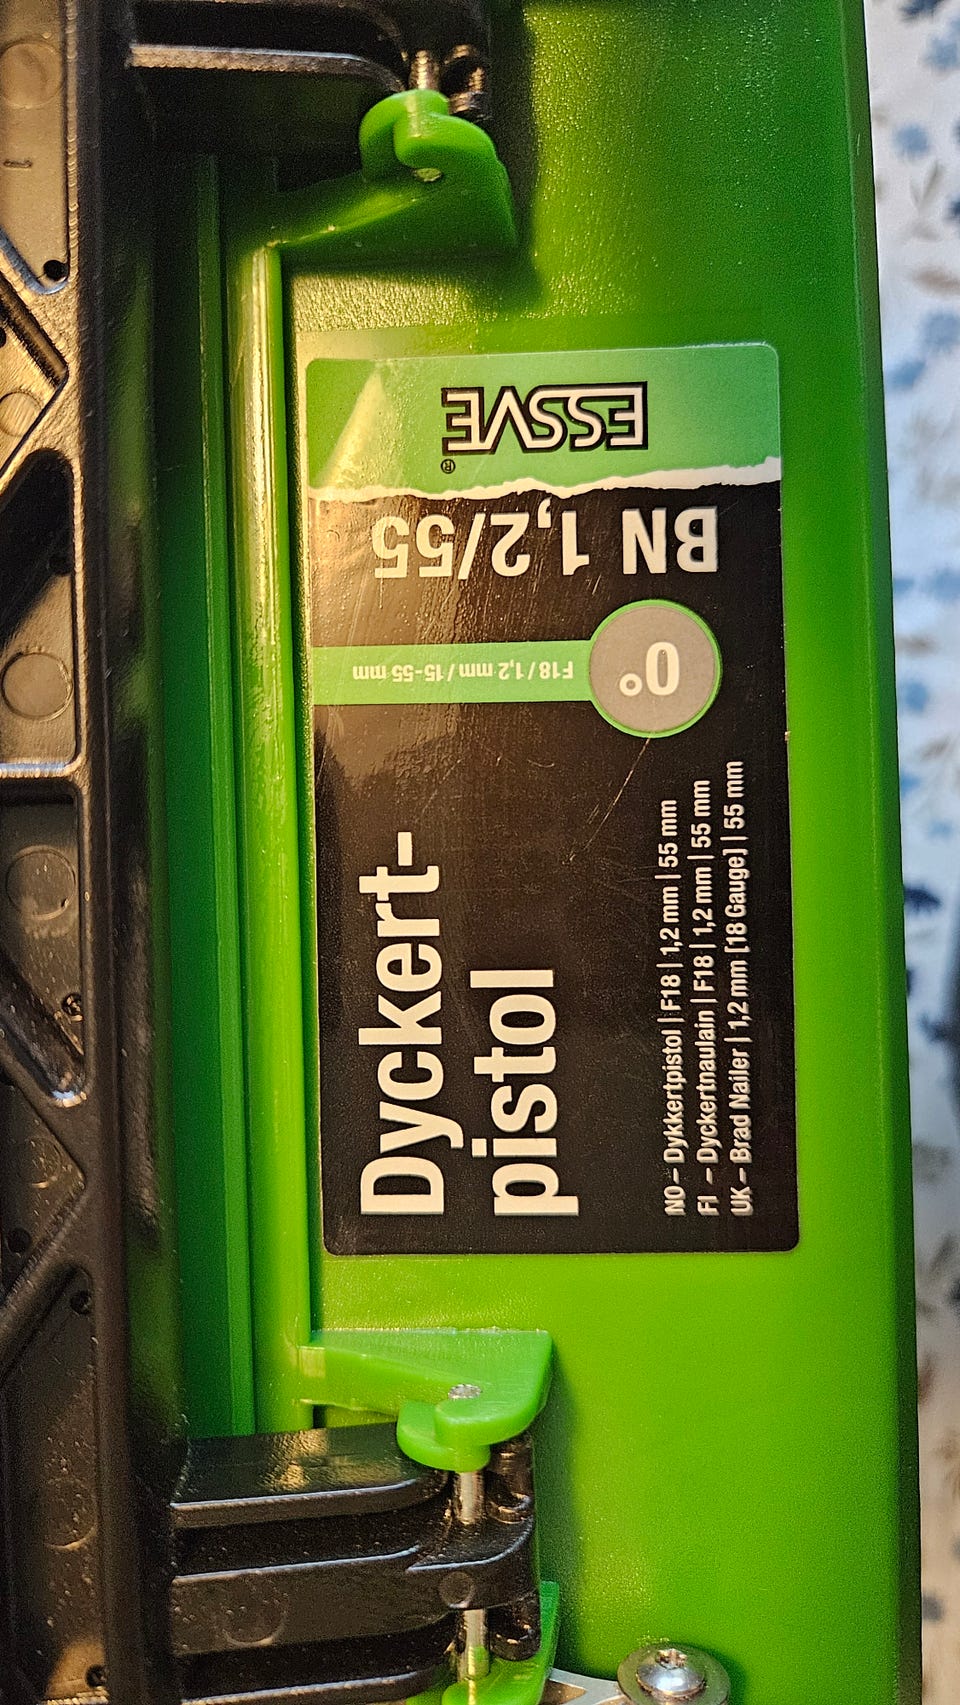 ESSVE®
BN 1,2/55
0°
F18 / 1,2 mm / 15-55 mm
Dyckert-
pistol
NO – Dykkertpistol | F18 | 1,2 mm | 55 mm
FI – Dyckertnaulain | F18 | 1,2 mm | 55 mm
UK – Brad Nailer | 1,2 mm [18 Gauge] | 55 mm